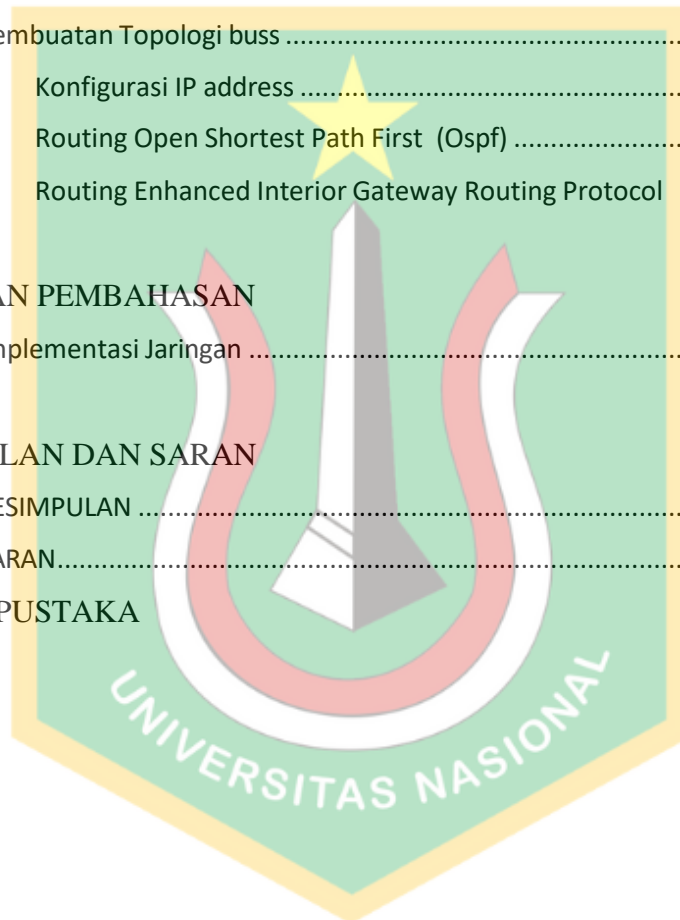 embuatan Topologi buss ......................................................
Konfigurasi IP address .....................................................
Routing Open Shortest Path First (Ospf) .......................
Routing Enhanced Interior Gateway Routing Protocol
AN PEMBAHASAN
mplementasi Jaringan ...........................................................
LAN DAN SARAN
ESIMPULAN ..........................................................................
ARAN.....................................................................................
PUSTAKA
UNIVERSITAS NASIONAL